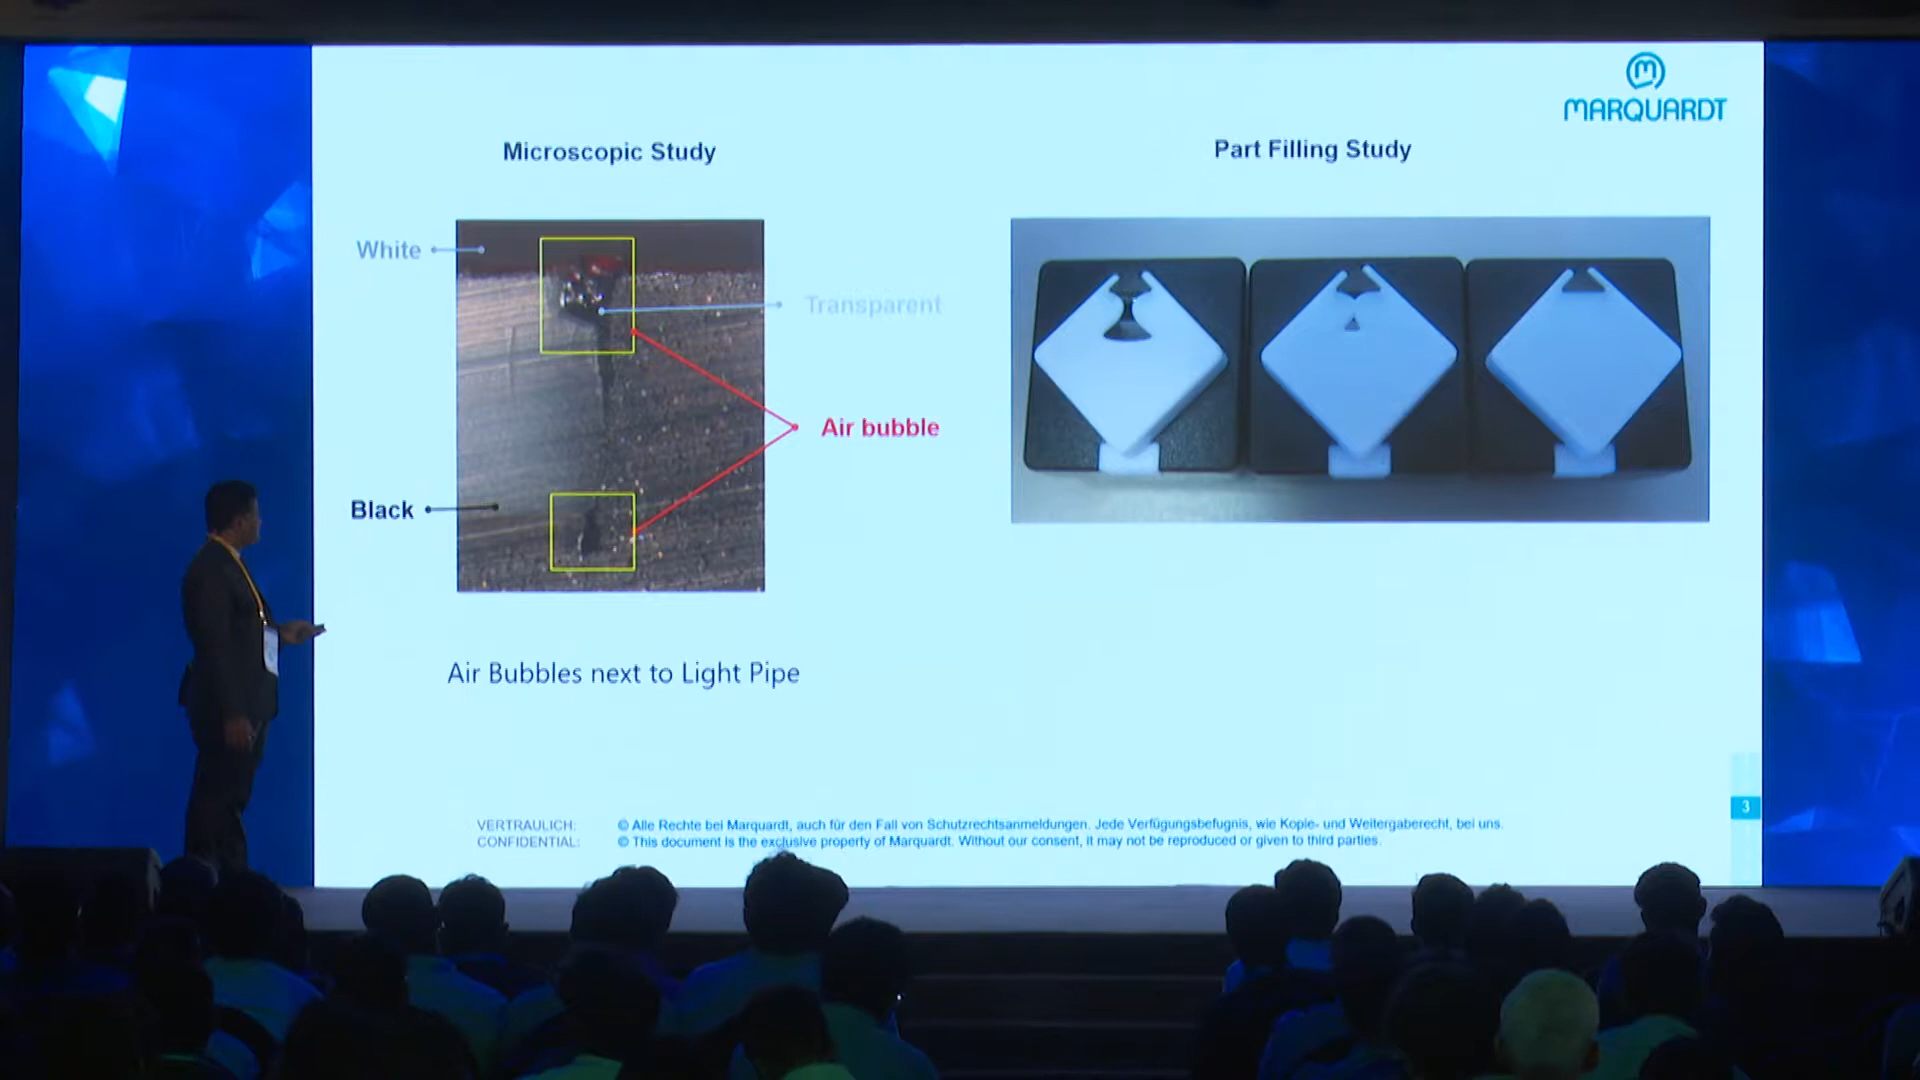 MARQUARDT
Microscopic Study
Part Filling Study
White
Transparent
Air bubble
Black
Air Bubbles next to Light Pipe
3
VERTRAULICH: © Alle Rechte bei Marquardt, auch für den Fall von Schutzrechtsanmeldungen. Jede Verfügungsbefugnis, wie Kopie- und Weitergaberecht, bei uns.
CONFIDENTIAL: © This document is the exclusive property of Marquardt. Without our consent, it may not be reproduced or given to third parties.